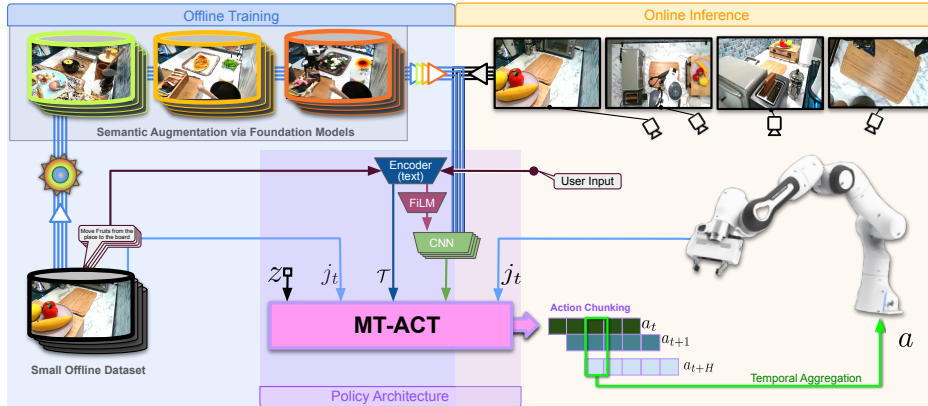 Offline Training
Online Inference
Semantic Augmentation via Foundation Models
Encoder
(text)
User Input
FiLM
Move Fruits from the
place to the board
CNN
z
j_t
𝒯
j_t
MT-ACT
Action Chunking
a_t
a_{t+1}
a_{t+H}
a
Small Offline Dataset
Temporal Aggregation
Policy Architecture